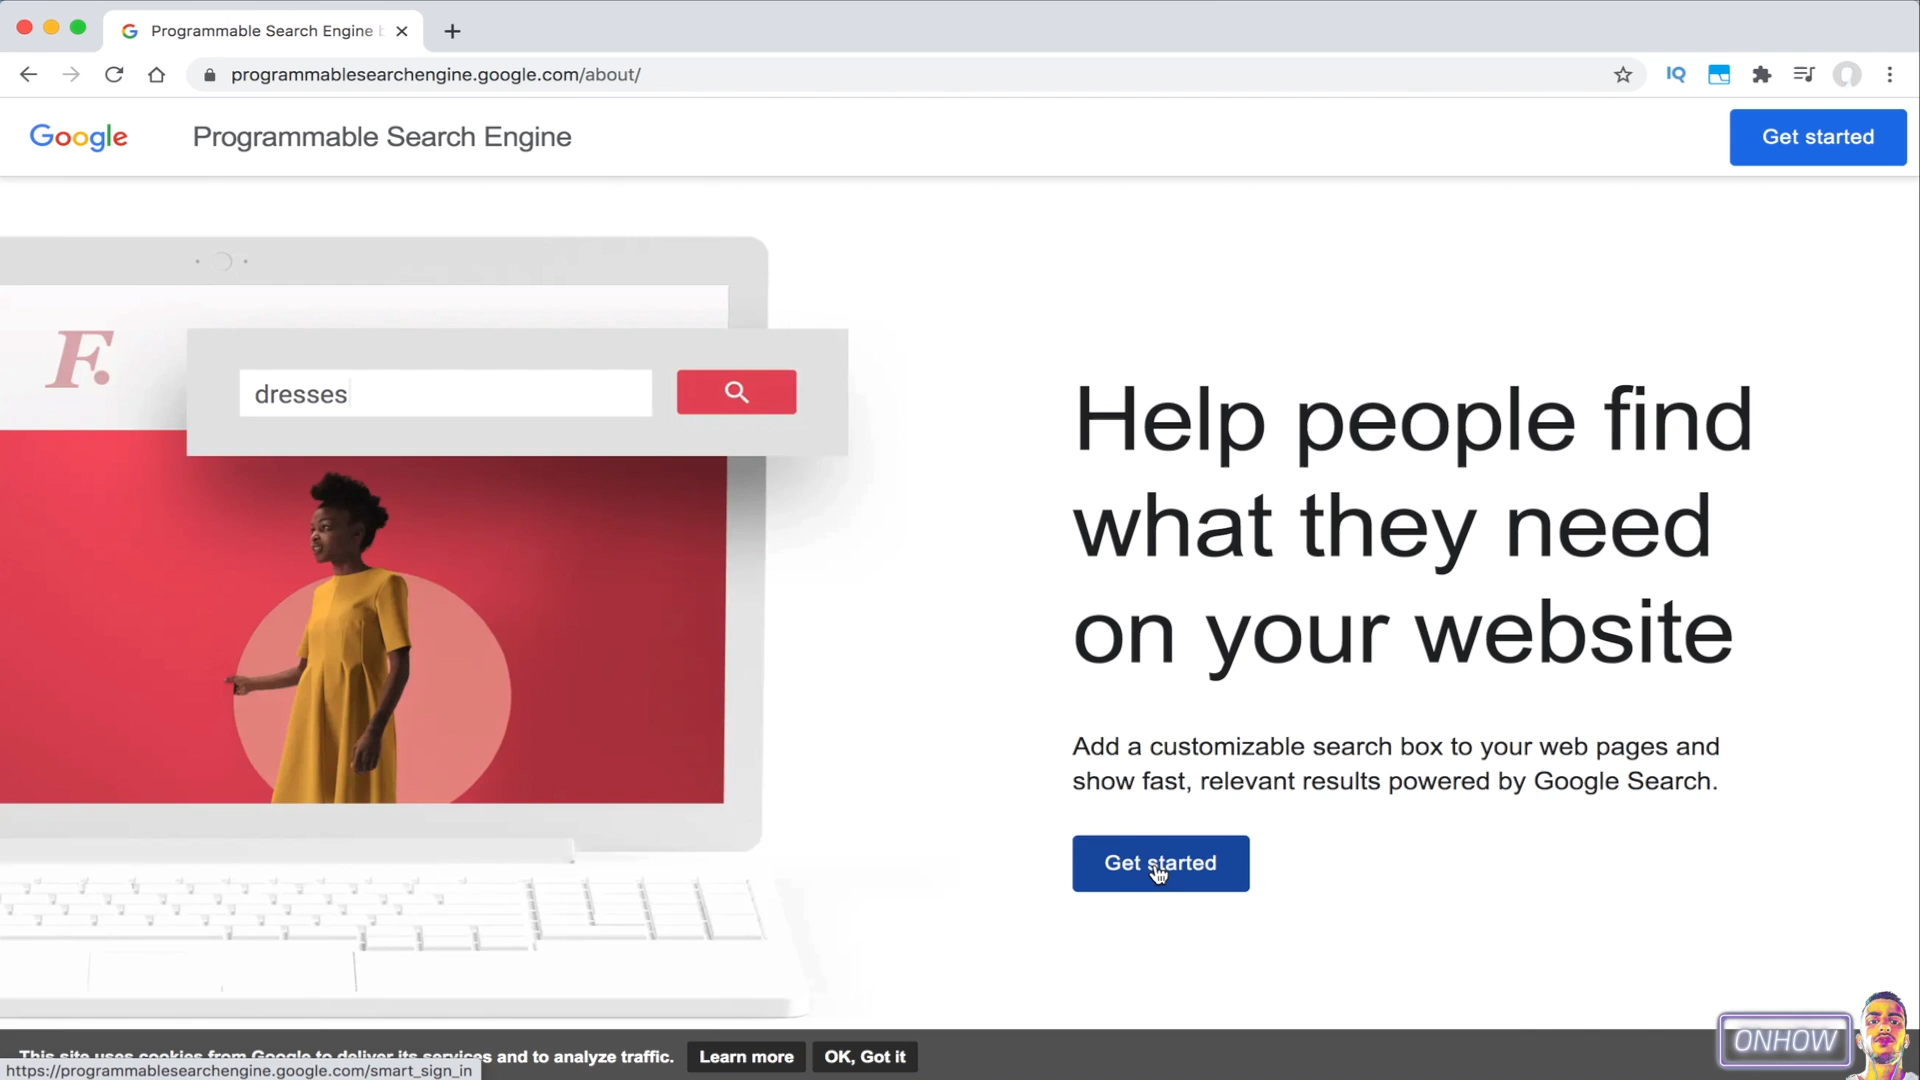 Programmable Search Engine
programmablesearchengine.google.com/about/
IQ
Google
Programmable Search Engine
Get started
F.
dresses
Help people find
what they need
on your website
Add a customizable search box to your web pages and
show fast, relevant results powered by Google Search.
Get started
This site uses cookies from Google to deliver its services and to analyze traffic.
Learn more
OK, Got it
https://programmablesearchengine.google.com/smart_sign_in
ONHOW